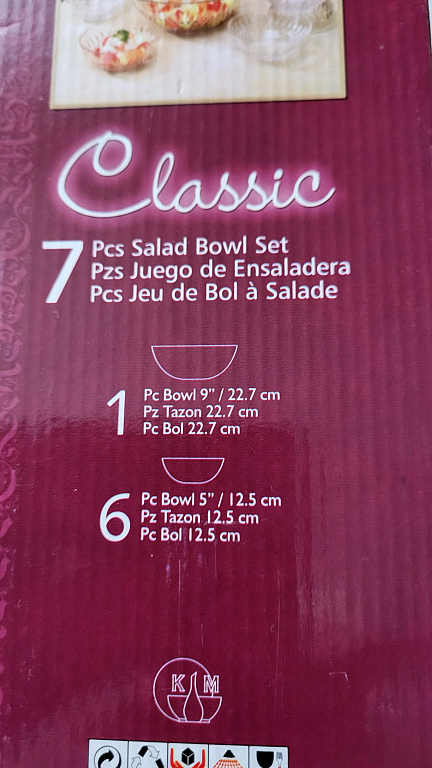 Classic
7 Pcs Salad Bowl Set
Pzs Juego de Ensaladera
Pcs Jeu de Bol à Salade
1 Pc Bowl 9" / 22.7 cm
Pz Tazon 22.7 cm
Pc Bol 22.7 cm
6 Pc Bowl 5" / 12.5 cm
Pz Tazon 12.5 cm
Pc Bol 12.5 cm
K M